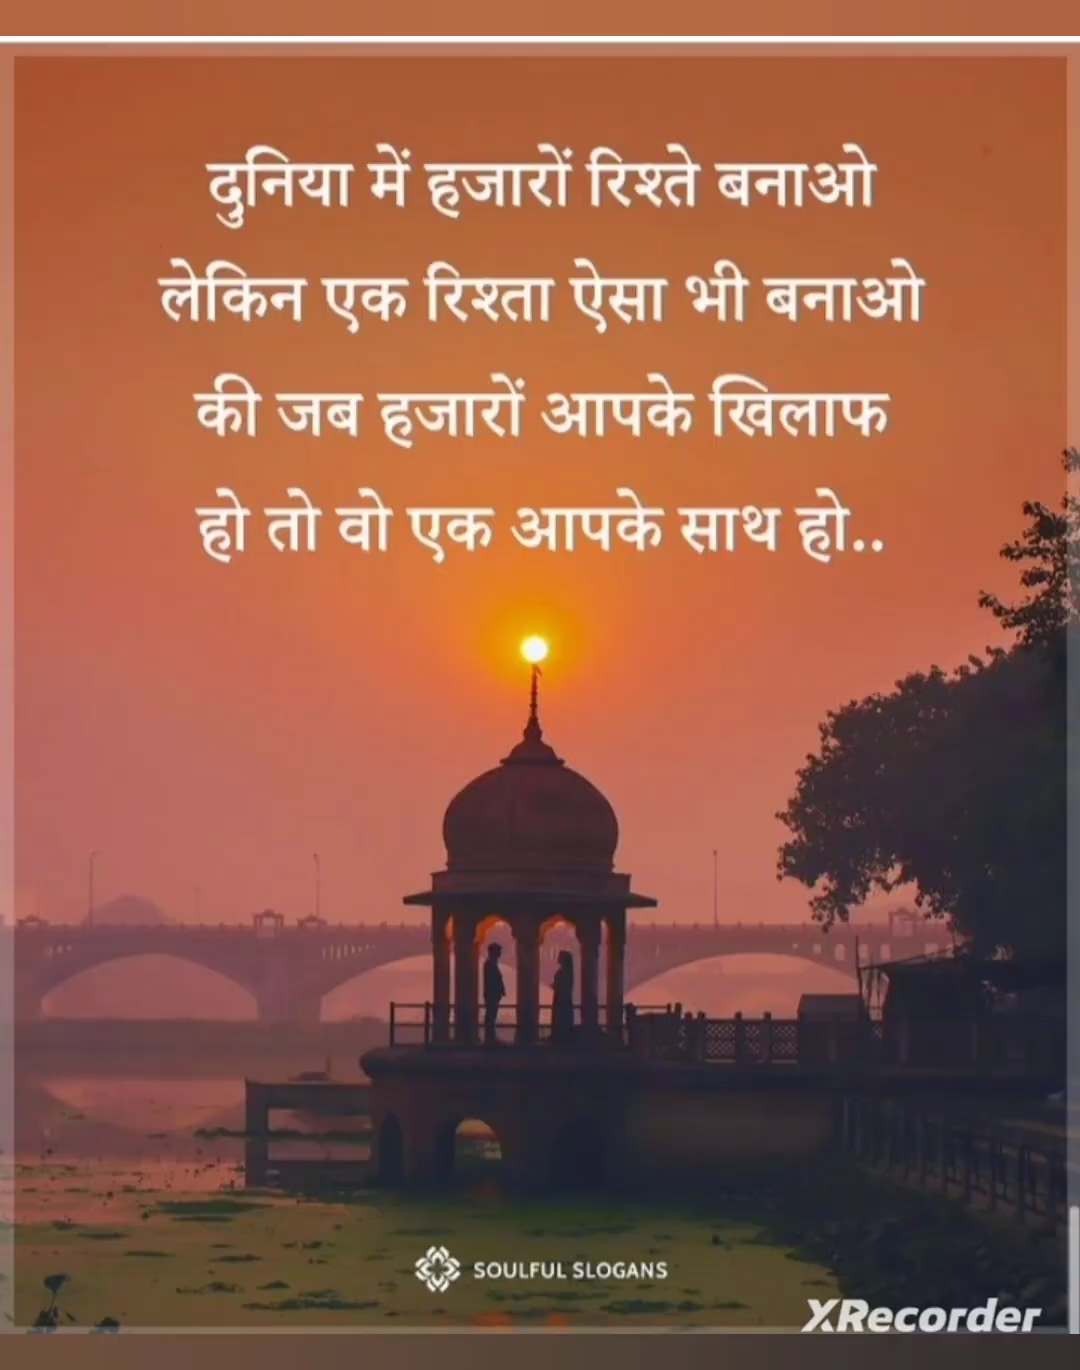 दुनिया में हजारों रिश्ते बनाओ
लेकिन एक रिश्ता ऐसा भी बनाओ
की जब हजारों आपके खिलाफ
हो तो वो एक आपके साथ हो..
SOULFUL SLOGANS
XRecorder